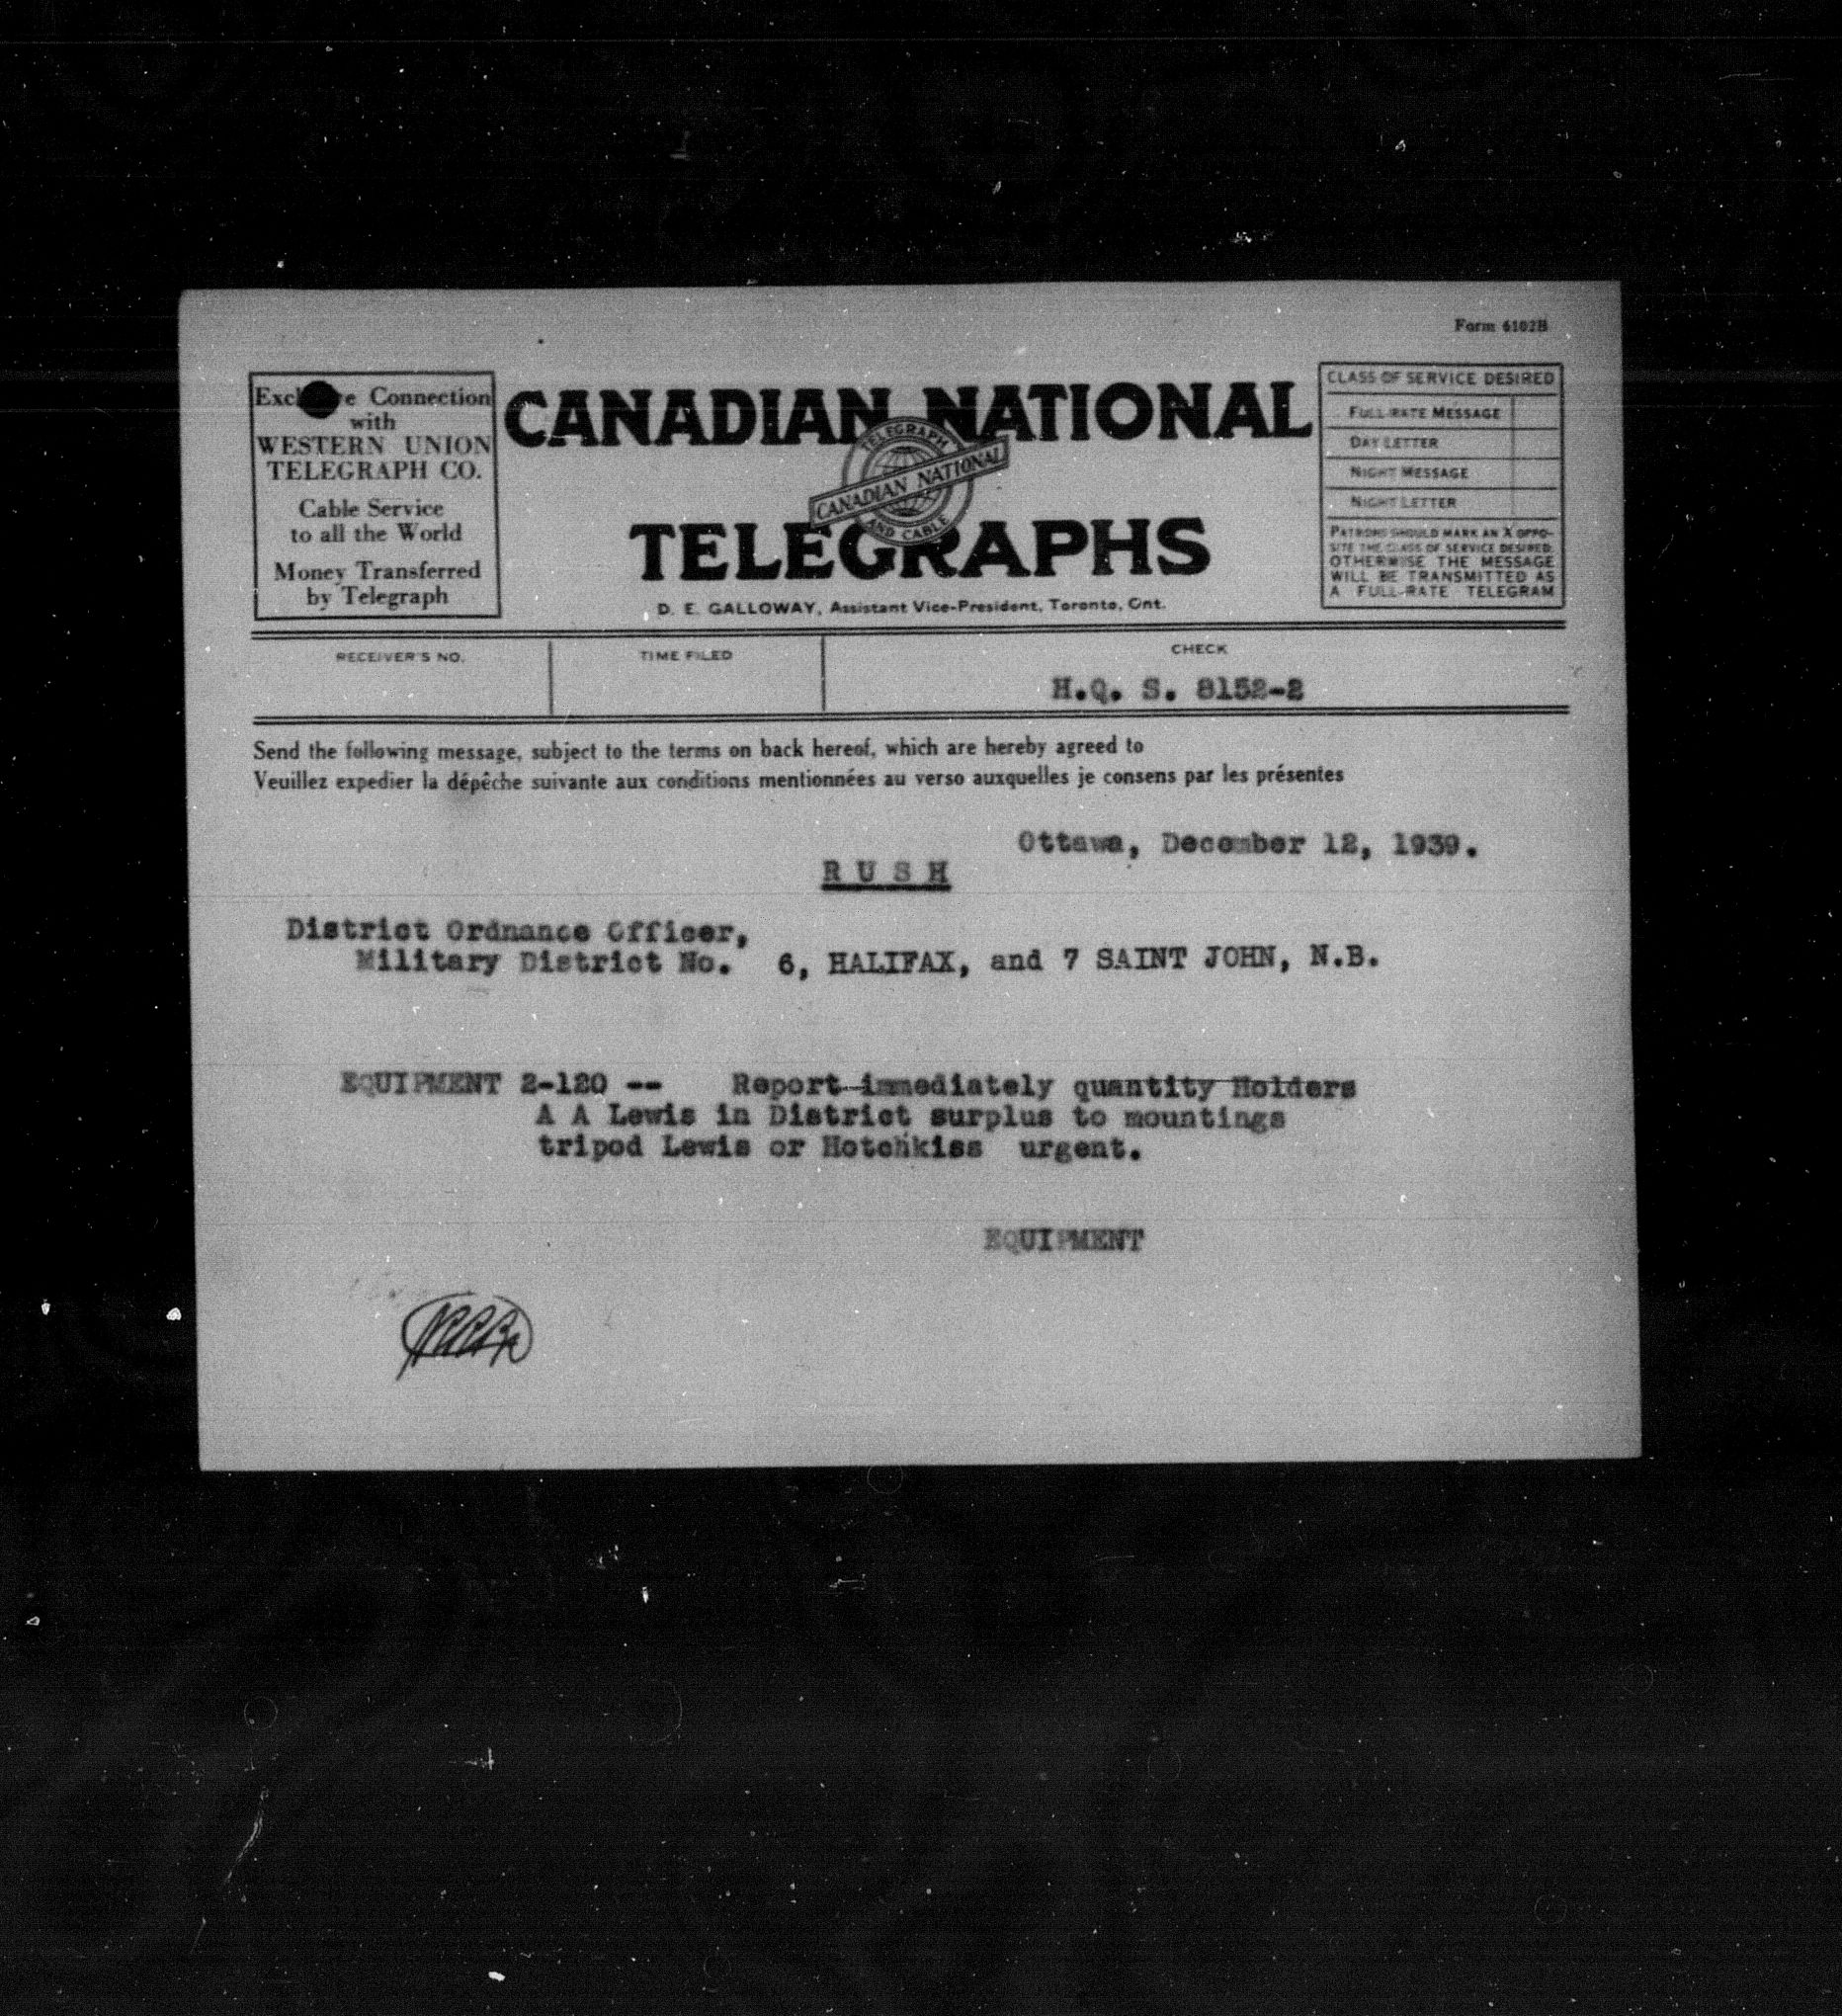 Form 6102B
Exclusive Connection
with
WESTERN UNION
TELEGRAPH CO.
Cable Service
to all the World
Money Transferred
by Telegraph
CANADIAN NATIONAL
TELEGRAPH
CANADIAN NATIONAL
AND CABLE
TELEGRAPHS
D. E. GALLOWAY, Assistant Vice-President, Toronto, Ont.
CLASS OF SERVICE DESIRED
FULL-RATE MESSAGE
DAY LETTER
NIGHT MESSAGE
NIGHT LETTER
PATRONS SHOULD MARK AN X OPPO-
SITE THE CLASS OF SERVICE DESIRED;
OTHERWISE THE MESSAGE
WILL BE TRANSMITTED AS
A FULL-RATE TELEGRAM
RECEIVER'S NO.
TIME FILED
CHECK
H.Q. S. 8152-2
Send the following message, subject to the terms on back hereof, which are hereby agreed to
Veuillez expedier la dépêche suivante aux conditions mentionnées au verso auxquelles je consens par les présentes
Ottawa, December 12, 1939.
R U S H
District Ordnance Officer,
Military District No. 6, HALIFAX, and 7 SAINT JOHN, N.B.
EQUIPMENT 2-120 -- Report immediately quantity Holders
A A Lewis in District surplus to mountings
tripod Lewis or Hotchkiss urgent.
EQUIPMENT